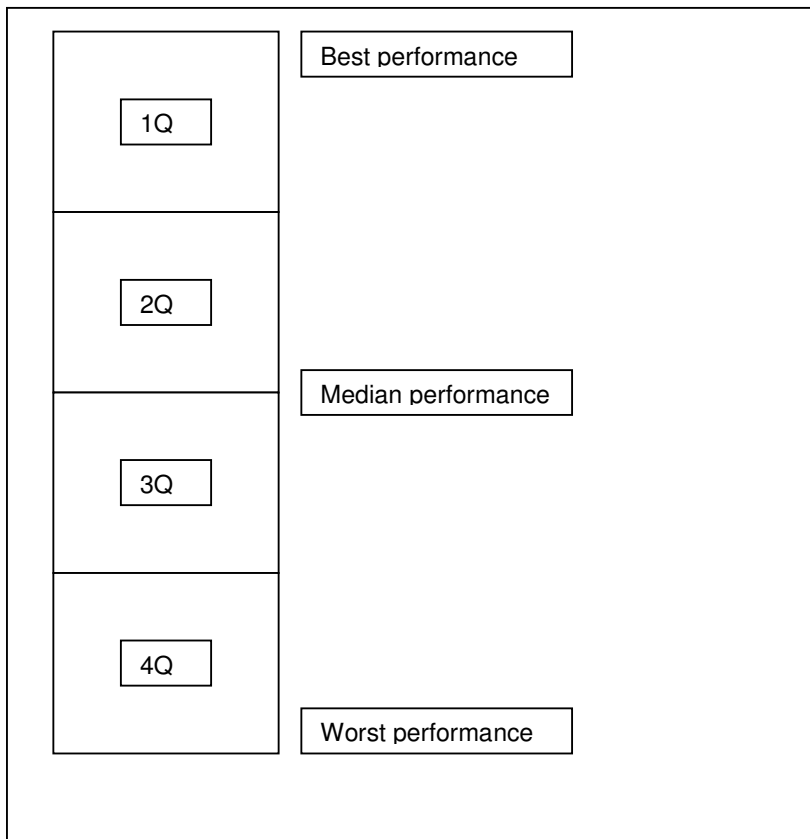 Best performance
1Q
2Q
Median performance
3Q
4Q
Worst performance